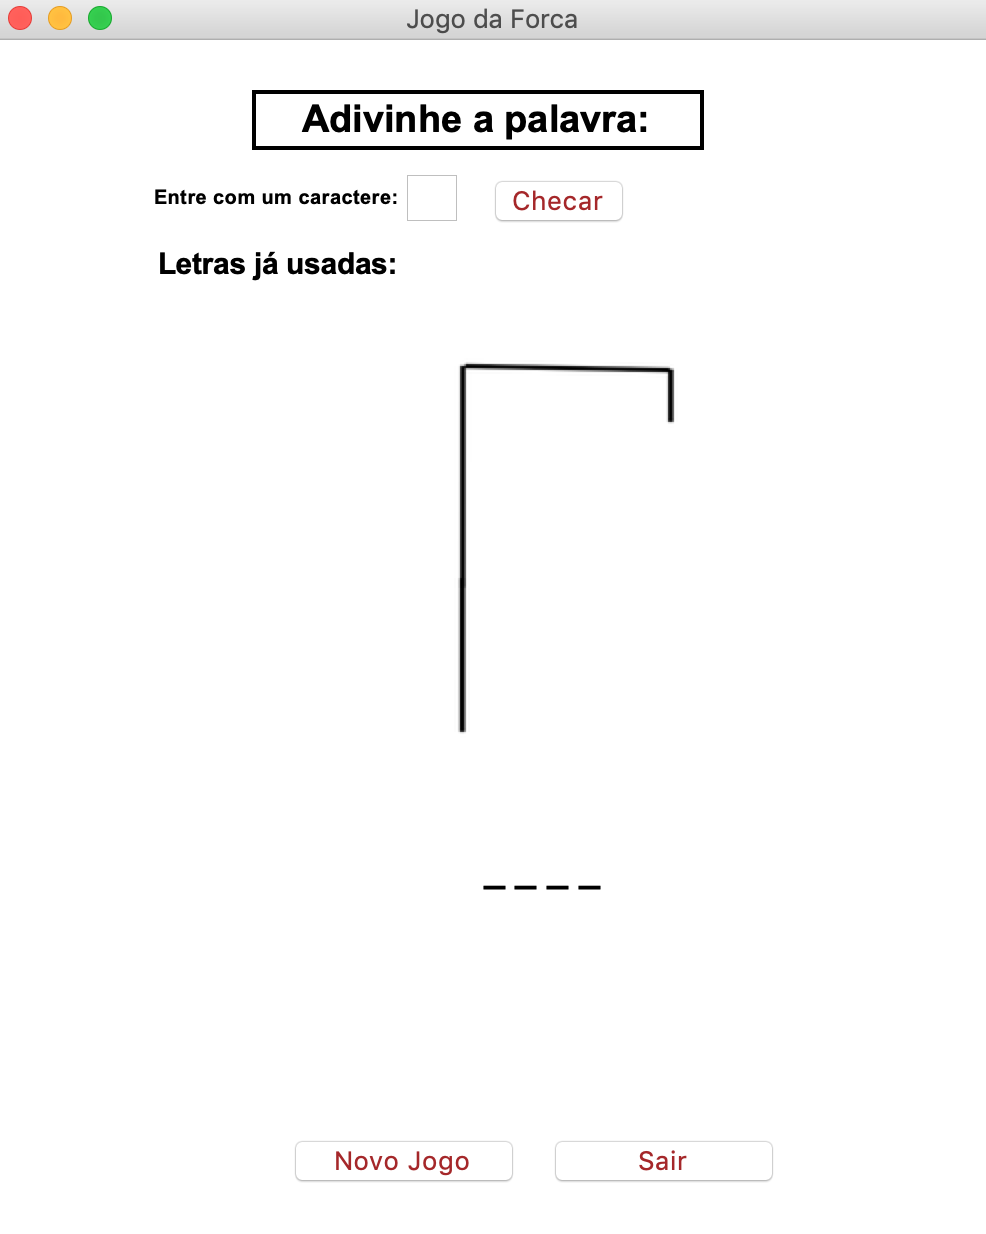 Jogo da Forca
Adivinhe a palavra:
Entre com um caractere:
Checar
Letras já usadas:
_ _ _ _
Novo Jogo
Sair